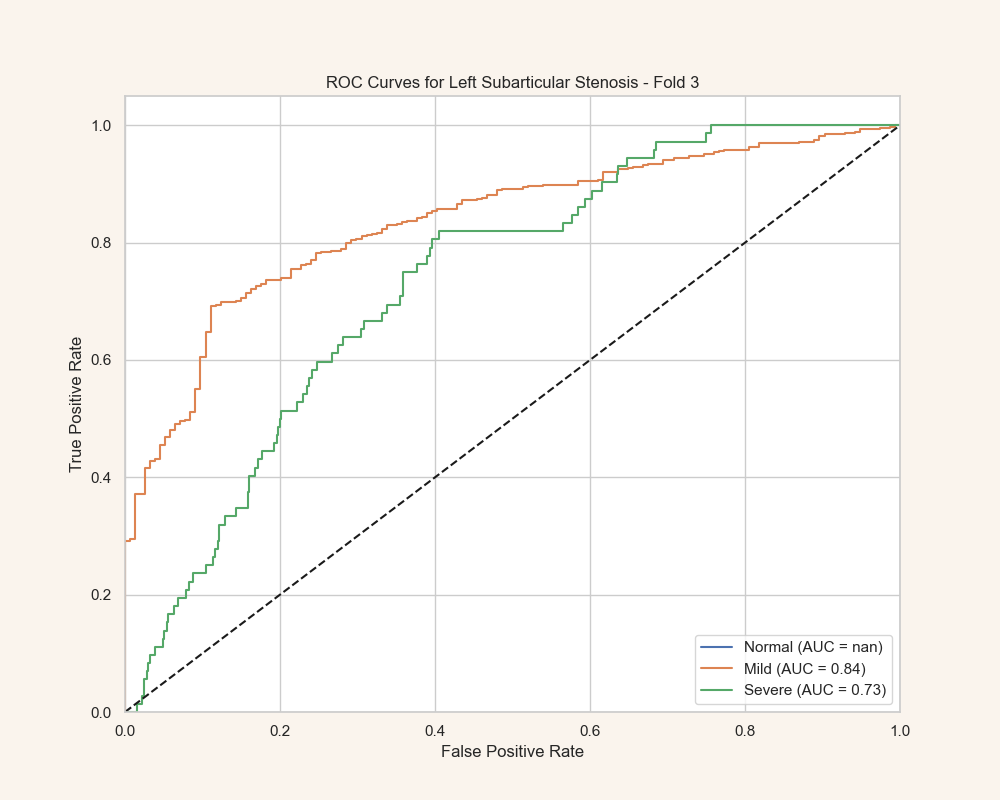 ROC Curves for Left Subarticular Stenosis - Fold 3
1.0
0.8
0.6
0.4
0.2
0.0
True Positive Rate
0.0 0.2 0.4 0.6 0.8 1.0
False Positive Rate
Normal (AUC = nan)
Mild (AUC = 0.84)
Severe (AUC = 0.73)